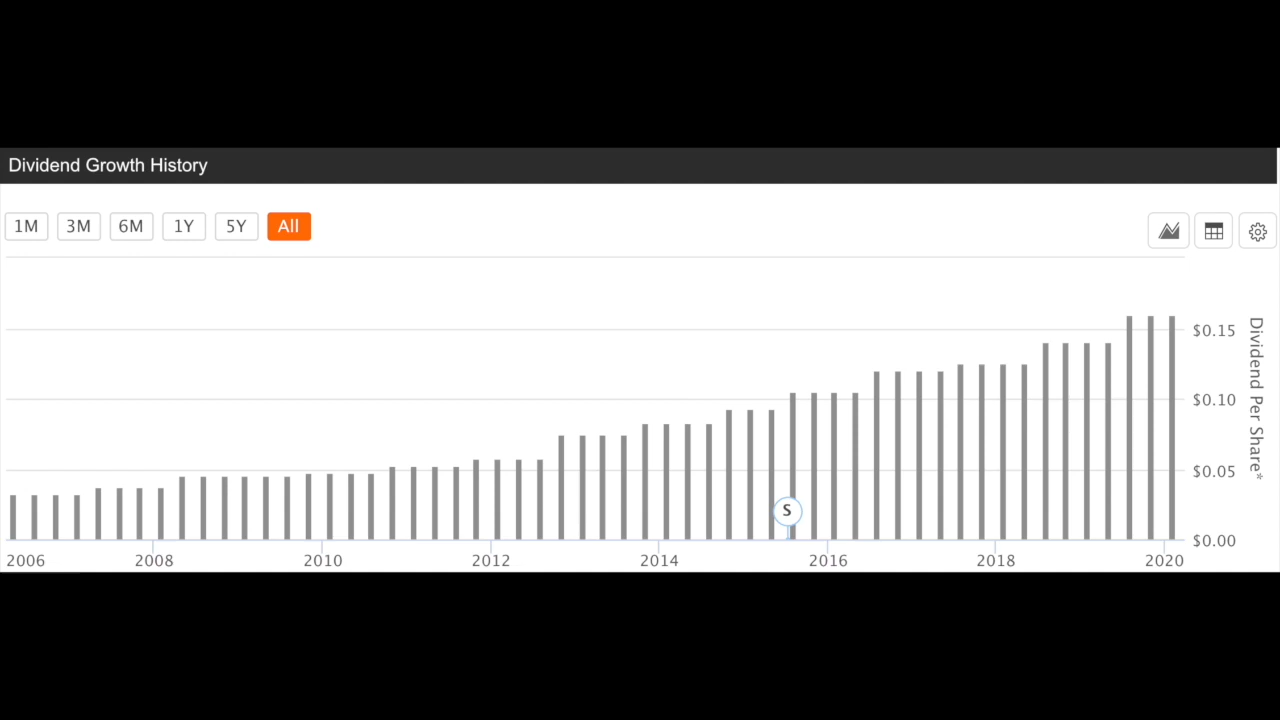 Dividend Growth History
1M 3M 6M 1Y 5Y All
$0.15
$0.10
$0.05
$0.00
Dividend Per Share*
S
2006 2008 2010 2012 2014 2016 2018 2020